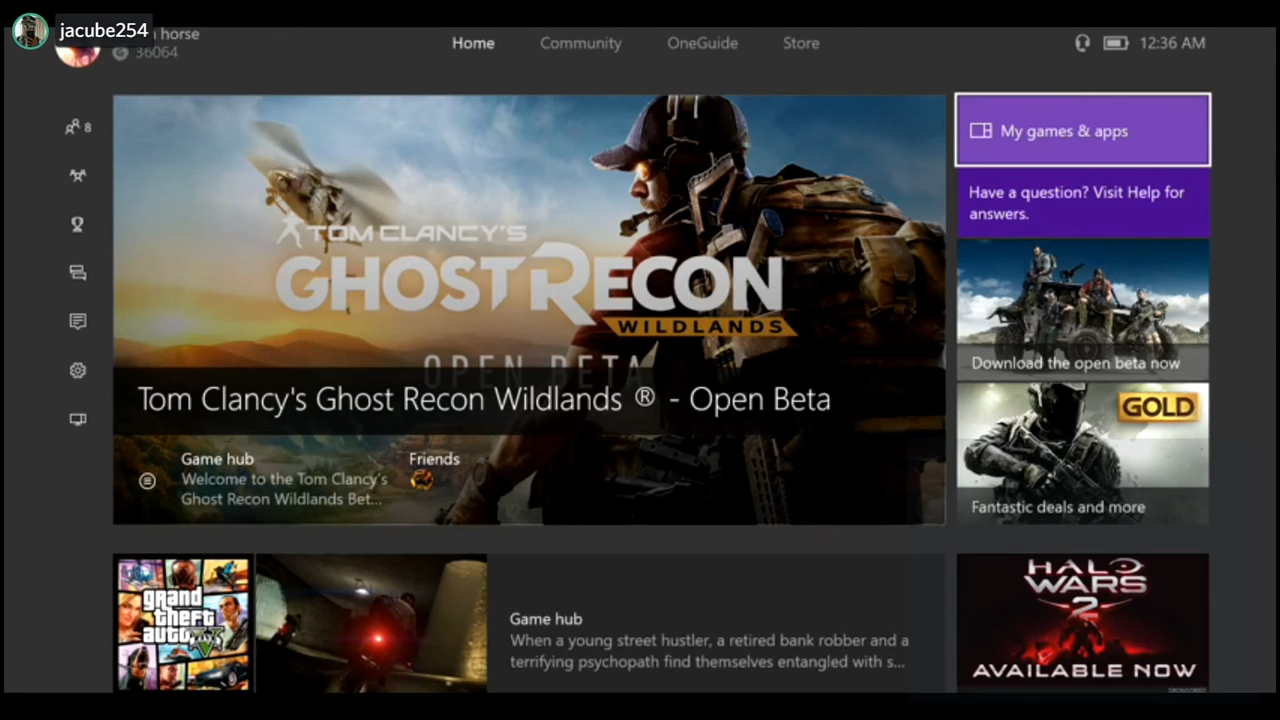 jacube254
horse
36064
Home
Community
OneGuide
Store
12:36 AM
8
My games & apps
Have a question? Visit Help for
answers.
TOM CLANCY'S
GHOST RECON
WILDLANDS
OPEN BETA
Tom Clancy's Ghost Recon Wildlands ® - Open Beta
Game hub
Welcome to the Tom Clancy's
Ghost Recon Wildlands Bet...
Friends
Download the open beta now
GOLD
Fantastic deals and more
grand
theft
auto
V
Game hub
When a young street hustler, a retired bank robber and a
terrifying psychopath find themselves entangled with s...
HALO
WARS
2
AVAILABLE NOW